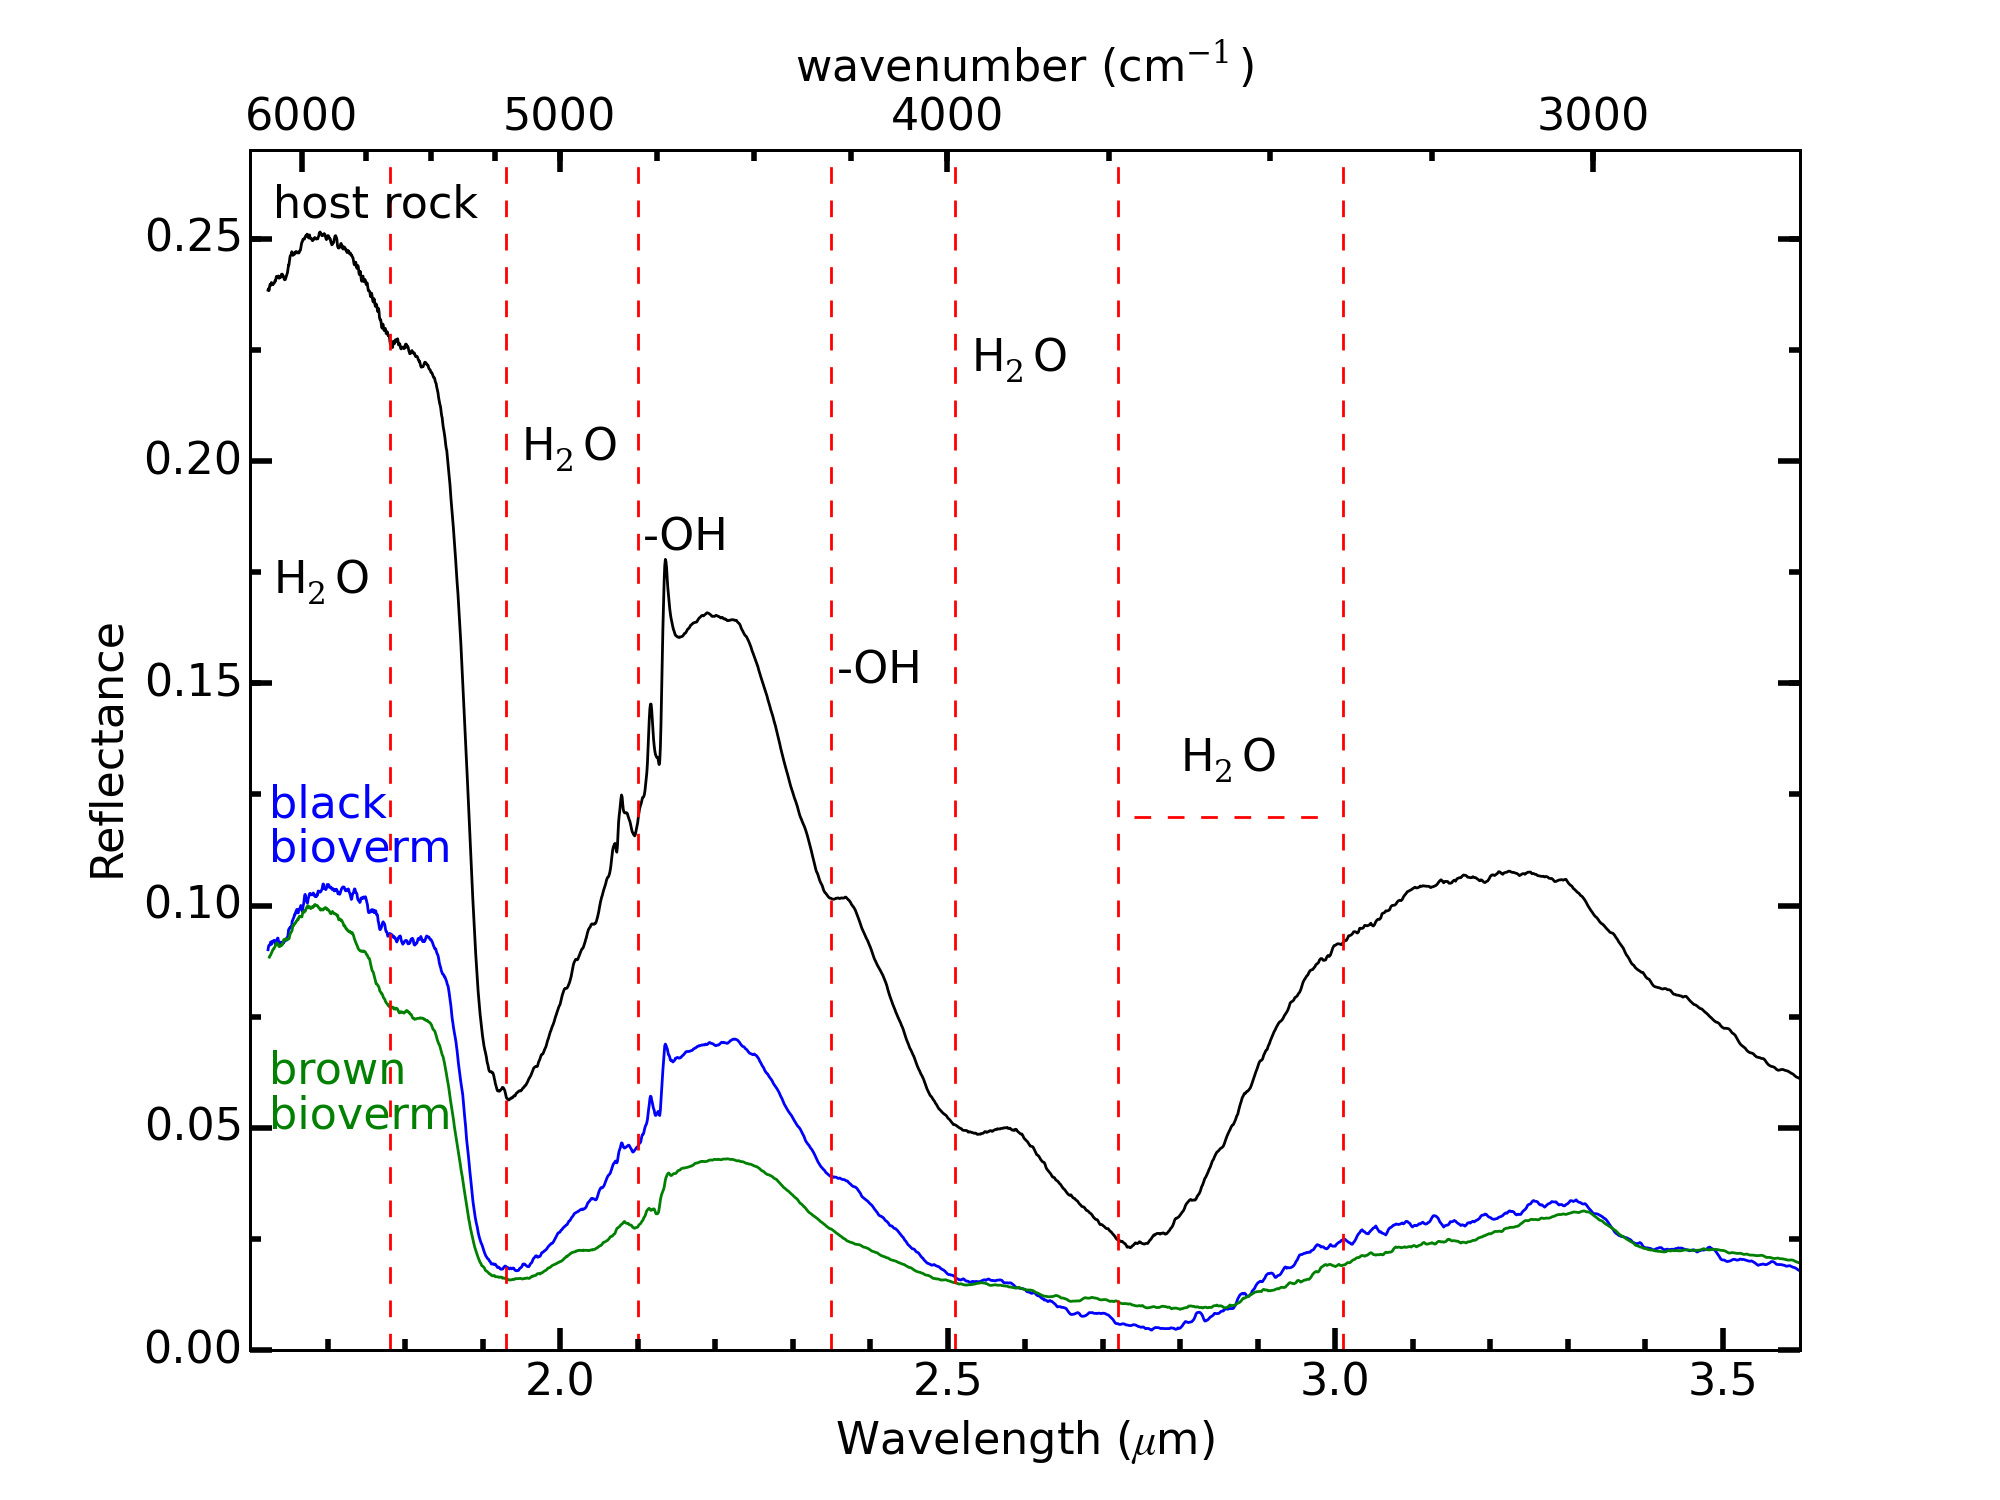 wavenumber (cm⁻¹)
6000 5000 4000 3000
host rock
0.25
H₂O
H₂O
0.20
-OH
H₂O
-OH
0.15
H₂O
black
bioverm
Reflectance
0.10
brown
bioverm
0.05
0.00
2.0 2.5 3.0 3.5
Wavelength (μm)